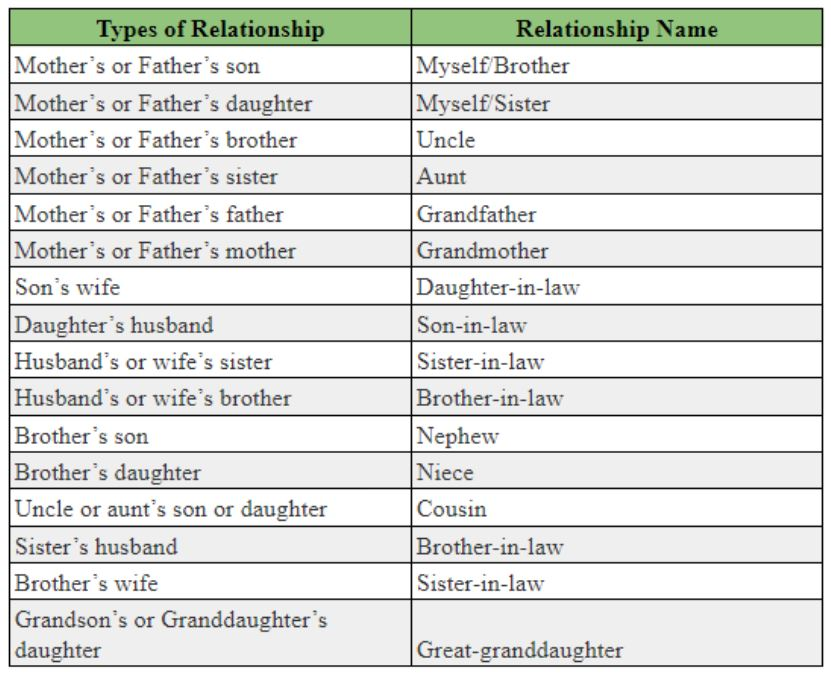 Types of Relationship Relationship Name
Mother's or Father's son Myself/Brother
Mother's or Father's daughter Myself/Sister
Mother's or Father's brother Uncle
Mother's or Father's sister Aunt
Mother's or Father's father Grandfather
Mother's or Father's mother Grandmother
Son's wife Daughter-in-law
Daughter's husband Son-in-law
Husband's or wife's sister Sister-in-law
Husband's or wife's brother Brother-in-law
Brother's son Nephew
Brother's daughter Niece
Uncle or aunt's son or daughter Cousin
Sister's husband Brother-in-law
Brother's wife Sister-in-law
Grandson's or Granddaughter's
daughter Great-granddaughter